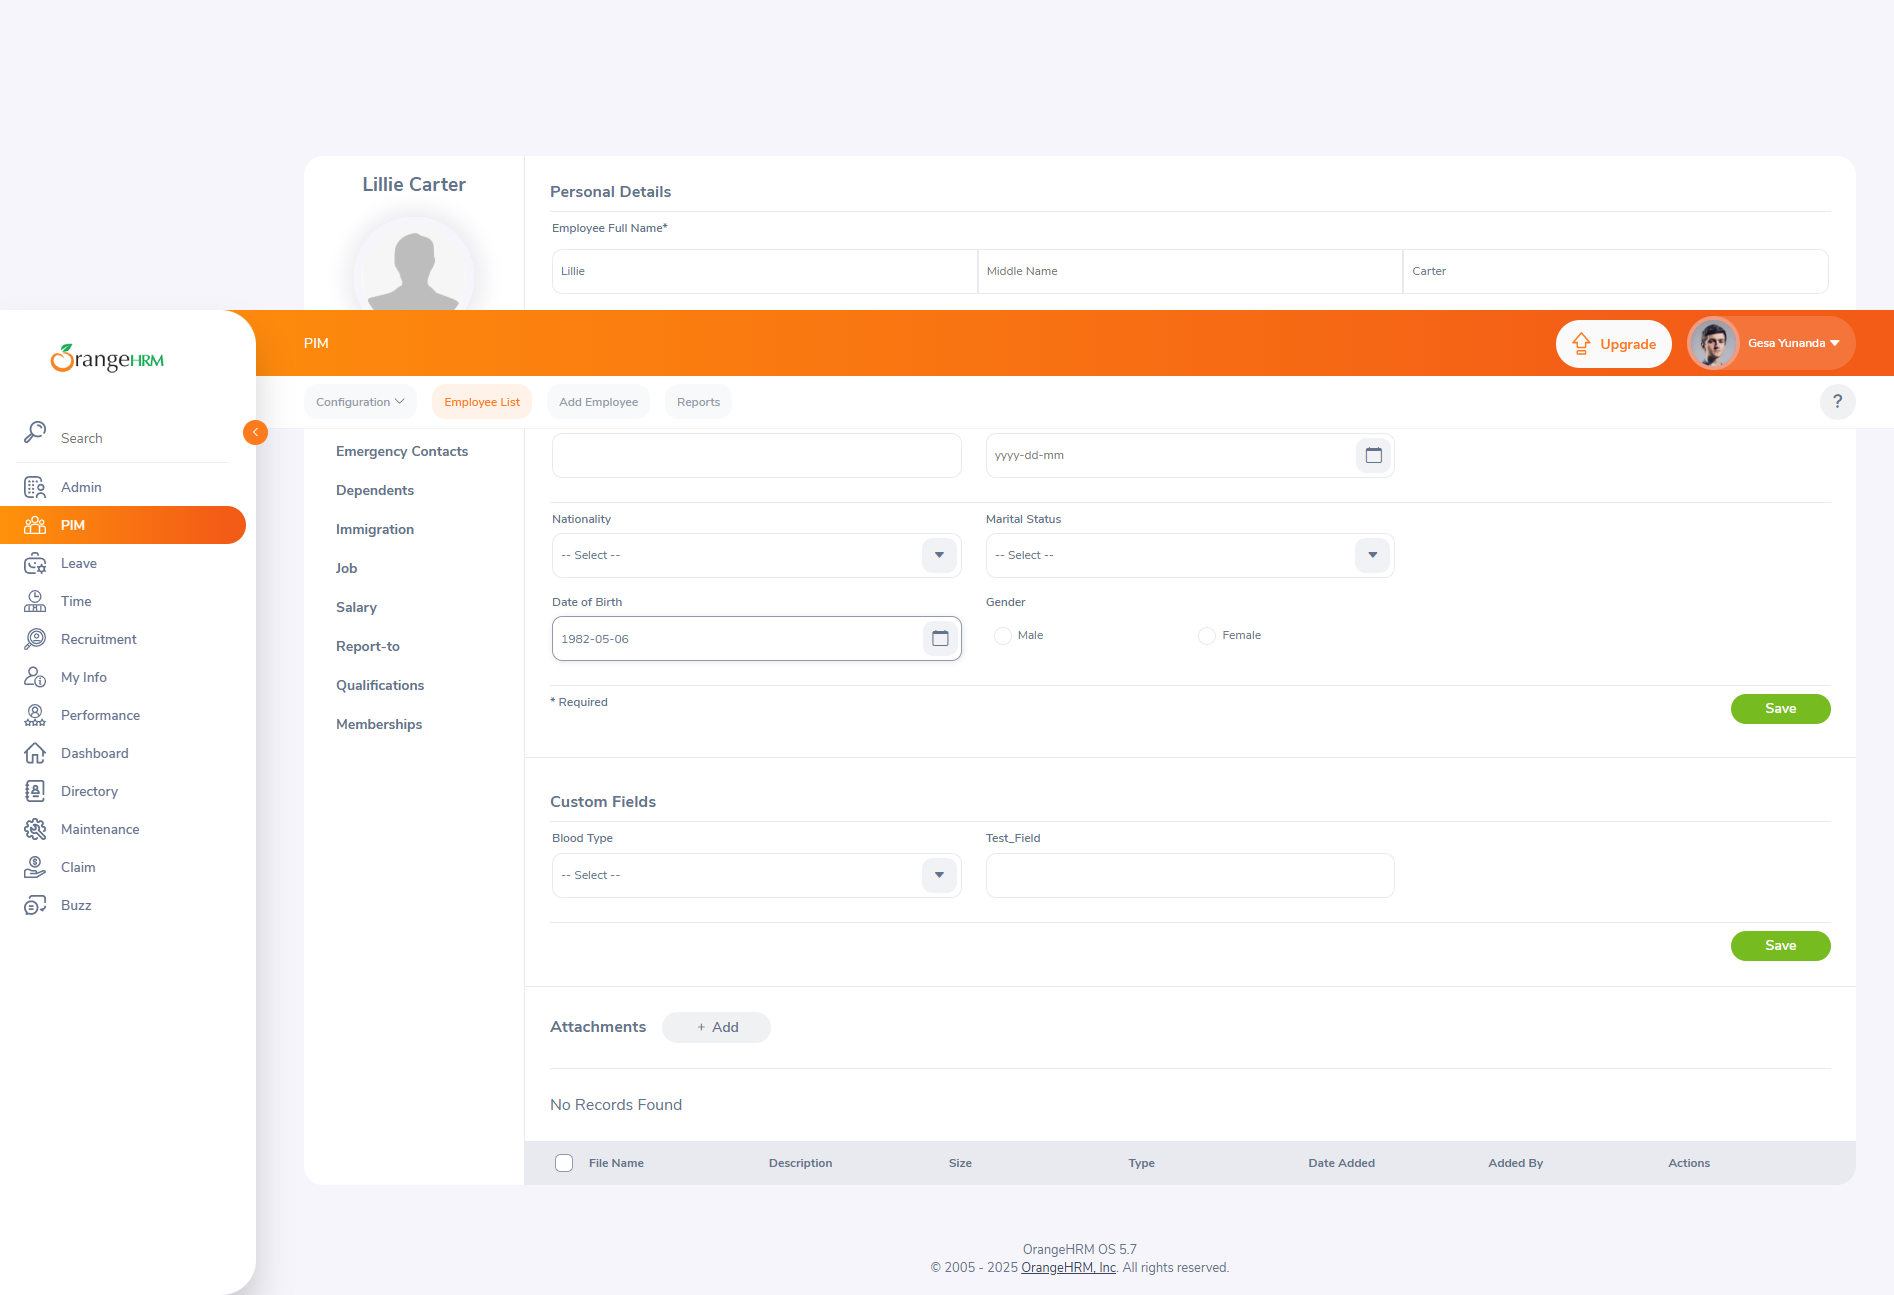 Lillie Carter
Personal Details
Employee Full Name*
Lillie
Middle Name
Carter
OrangeHRM
PIM
Upgrade
Gesa Yunanda
Configuration
Employee List
Add Employee
Reports
?
Search
Admin
PIM
Leave
Time
Recruitment
My Info
Performance
Dashboard
Directory
Maintenance
Claim
Buzz
Emergency Contacts
Dependents
Immigration
Job
Salary
Report-to
Qualifications
Memberships
yyyy-dd-mm
Nationality
Marital Status
-- Select --
-- Select --
Date of Birth
Gender
1982-05-06
Male
Female
* Required
Save
Custom Fields
Blood Type
Test_Field
-- Select --
Save
Attachments
+ Add
No Records Found
File Name
Description
Size
Type
Date Added
Added By
Actions
OrangeHRM OS 5.7
© 2005 - 2025 OrangeHRM, Inc. All rights reserved.